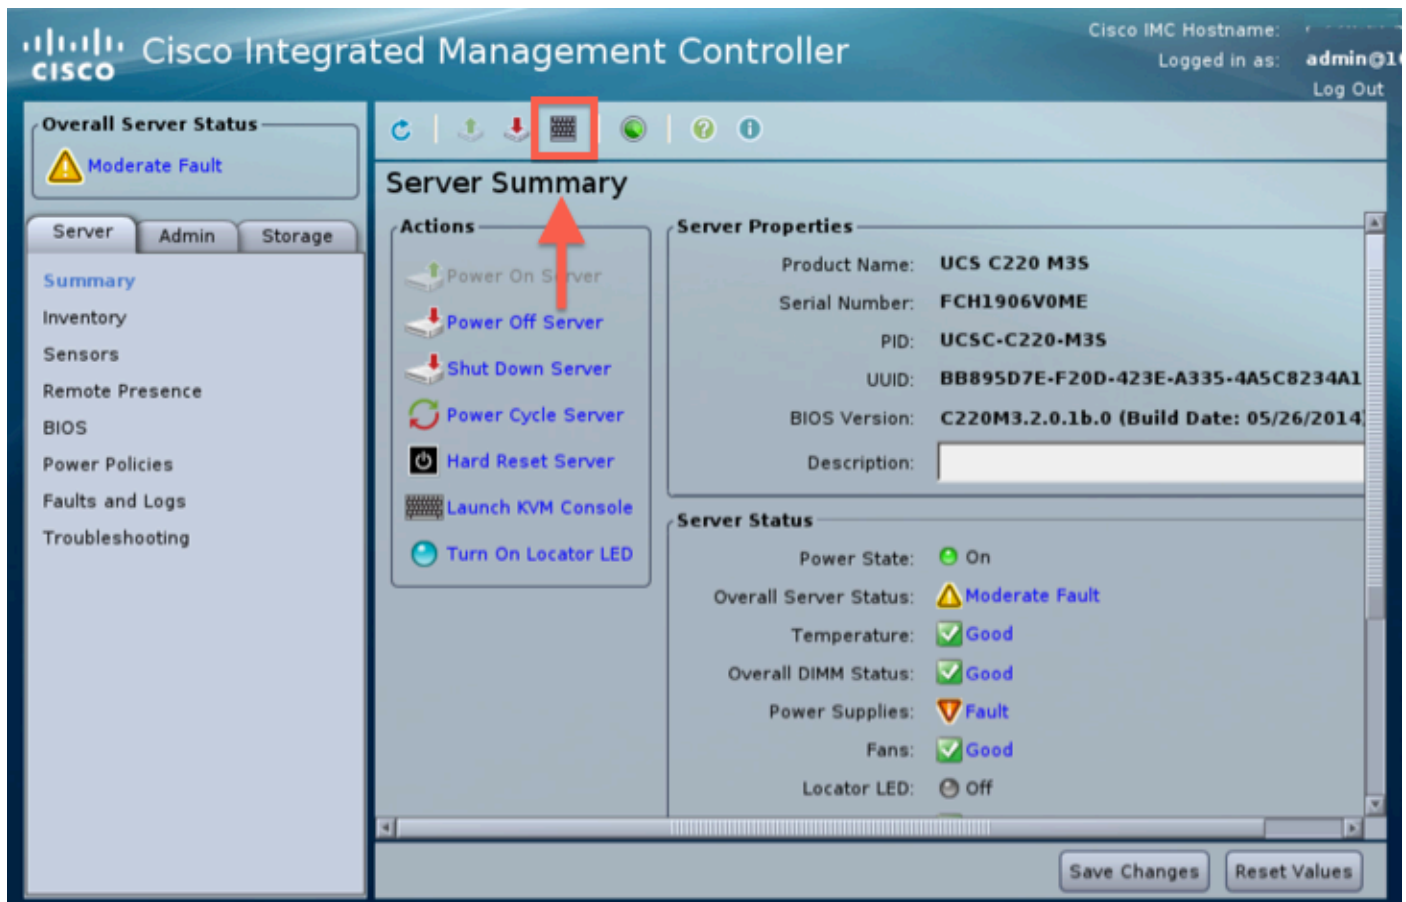 Cisco IMC Hostname:
CISCO Cisco Integrated Management Controller
Logged in as: admin@1
Log Out
Overall Server Status
Moderate Fault
Server Admin Storage
Summary
Inventory
Sensors
Remote Presence
BIOS
Power Policies
Faults and Logs
Troubleshooting
Server Summary
Actions
Power On Server
Power Off Server
Shut Down Server
Power Cycle Server
Hard Reset Server
Launch KVM Console
Turn On Locator LED
Server Properties
Product Name: UCS C220 M3S
Serial Number: FCH1906V0ME
PID: UCSC-C220-M3S
UUID: BB895D7E-F20D-423E-A335-4A5C8234A1
BIOS Version: C220M3.2.0.1b.0 (Build Date: 05/26/2014)
Description:
Server Status
Power State: On
Overall Server Status: Moderate Fault
Temperature: Good
Overall DIMM Status: Good
Power Supplies: Fault
Fans: Good
Locator LED: Off
Save Changes Reset Values